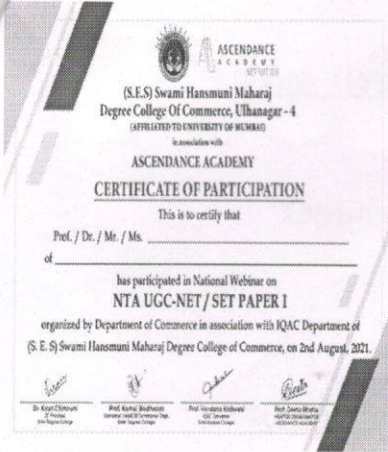 ASCENDANCE
ACADEMY
(S.E.S) Swami Hansmuni Maharaj
Degree College Of Commerce, Ulhanagar - 4
(AFFILIATED TO UNIVERSITY OF MUMBAI)
in association with
ASCENDANCE ACADEMY
CERTIFICATE OF PARTICIPATION
This is to certify that
Prof. / Dr. / Mr. / Ms.
of
has participated in National Webinar on
NTA UGC-NET / SET PAPER I
organized by Department of Commerce in association with IQAC Department of
(S. E. S) Swami Hansmuni Maharaj Degree College of Commerce, on 2nd August, 2021.